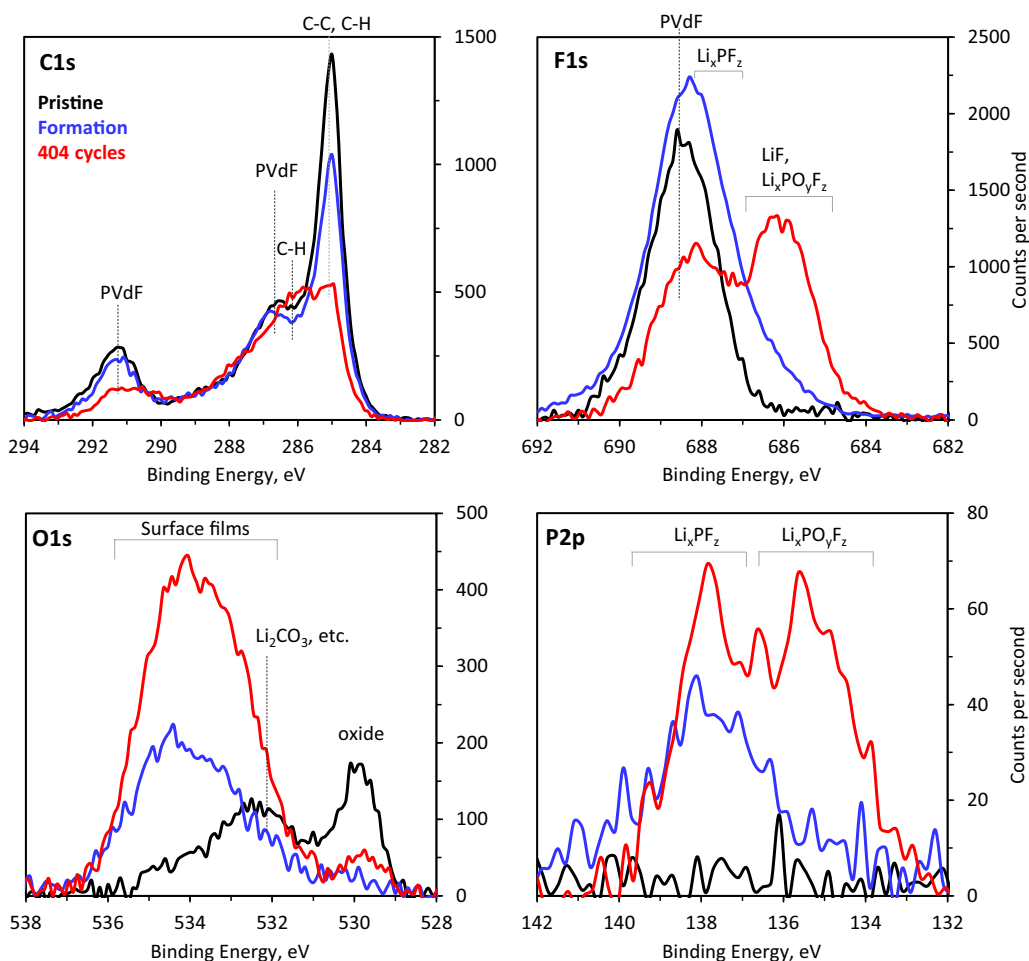 C1s
Pristine
Formation
404 cycles
C-C, C-H
PVdF
C-H
PVdF
1500
1000
500
0
294 292 290 288 286 284 282
Binding Energy, eV
F1s
PVdF
LiₓPF_z
LiF,
LiₓPO_yF_z
2500
2000
1500
1000
500
0
Counts per second
692 690 688 686 684 682
Binding Energy, eV
O1s
Surface films
Li₂CO₃, etc.
oxide
500
400
300
200
100
0
538 536 534 532 530 528
Binding Energy, eV
P2p
LiₓPF_z
LiₓPO_yF_z
80
60
40
20
0
Counts per second
142 140 138 136 134 132
Binding Energy, eV